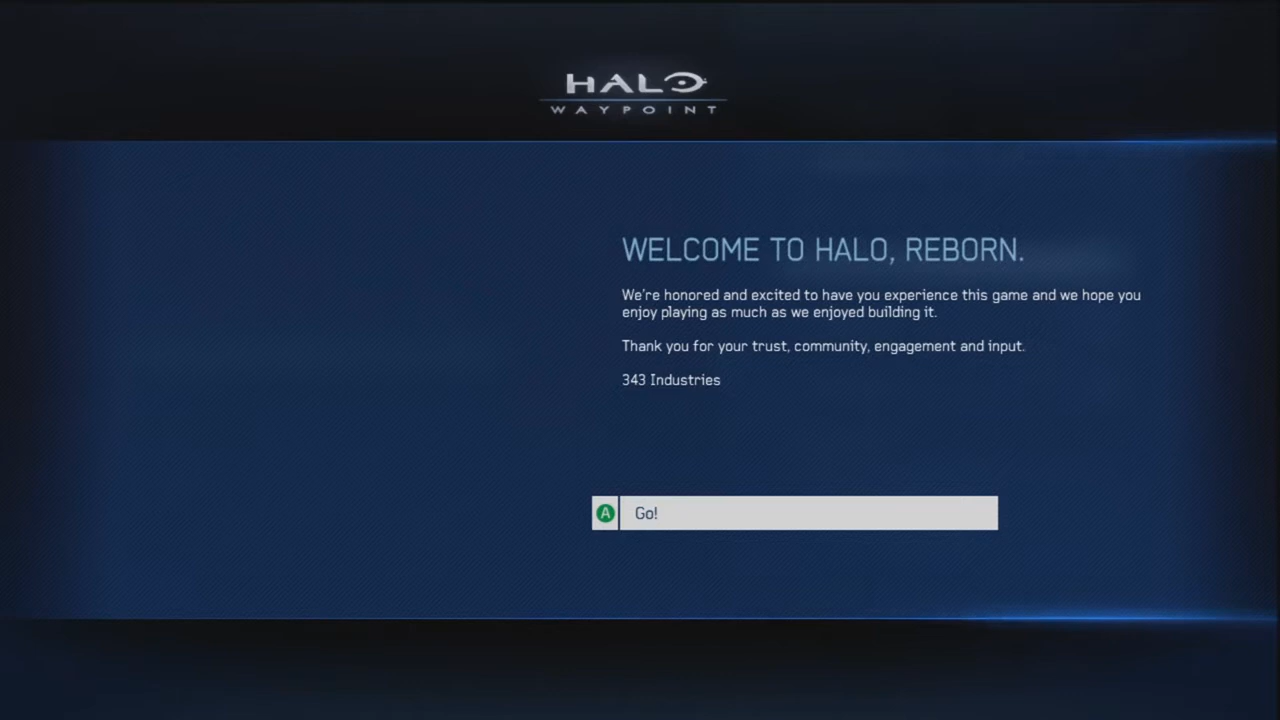 HALO
WAYPOINT
WELCOME TO HALO, REBORN.
We're honored and excited to have you experience this game and we hope you
enjoy playing as much as we enjoyed building it.
Thank you for your trust, community, engagement and input.
343 Industries
A Go!